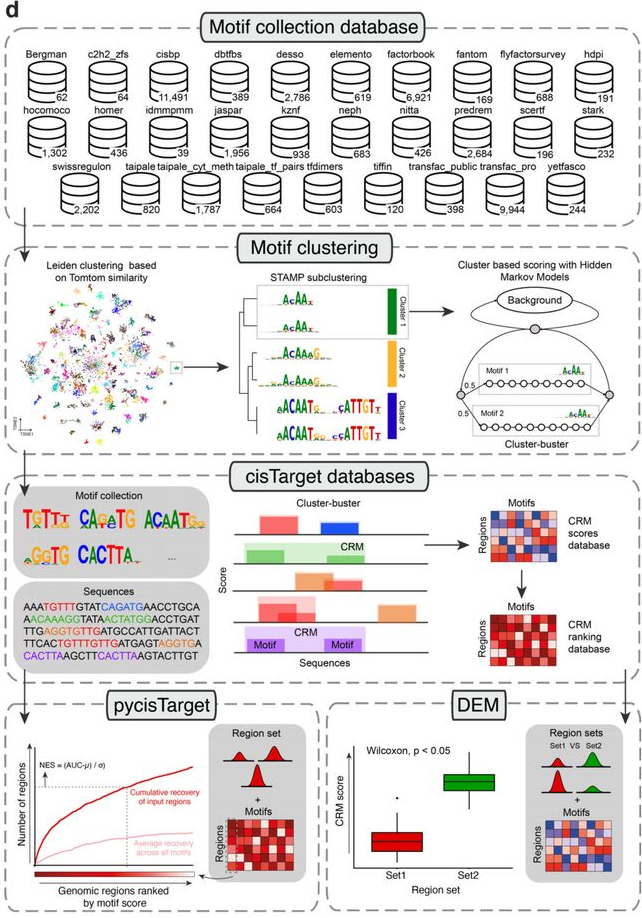 d
Motif collection database
Bergman c2h2_zfs cisbp dbtfbs desso elemento factorbook fantom flyfactorsurvey hdpi
62 64 11,491 389 2,786 619 6,921 169 688 191
hocomoco homer idmmpmm jaspar kznf neph nitta predrem scertf stark
1,302 436 39 1,956 938 683 426 2,684 196 232
swissregulon taipale taipale_cyt_meth taipale_tf_pairs tfdimers tiffin transfac_public transfac_pro yetfasco
2,202 820 1,787 664 603 120 398 9,944 244
Motif clustering
Leiden clustering based
on Tomtom similarity
TSNE2
TSNE1
STAMP subclustering
Cluster 1
Cluster 2
Cluster 3
Cluster based scoring with Hidden
Markov Models
Background
Motif 1
0.5
0.5
Motif 2
Cluster-buster
cisTarget databases
Motif collection
...
Sequences
AAATGTTTGTATCAGATGAACCTGCA
AACAAAGGTATAACTATGGACCTGAT
TTGAGGTGTTGATGCCATTGATTACT
TTCACTGTTTGTTGATGAGTAGGTGA
CACTTAAGCTTCACTTAAGTACTTGT
Cluster-buster
Score
CRM
CRM
Motif Motif
Sequences
Motifs
Regions
CRM
scores
database
Motifs
Regions
CRM
ranking
database
pycisTarget
NES = (AUC-μ) / σ)
Number of regions
Cumulative recovery
of input regions
Average recovery
across all motifs
Genomic regions ranked
by motif score
Region set
+
Motifs
Regions
DEM
Wilcoxon, p < 0.05
CRM score
Set1 Set2
Region set
Region sets
Set1 VS Set2
+
Motifs
Regions